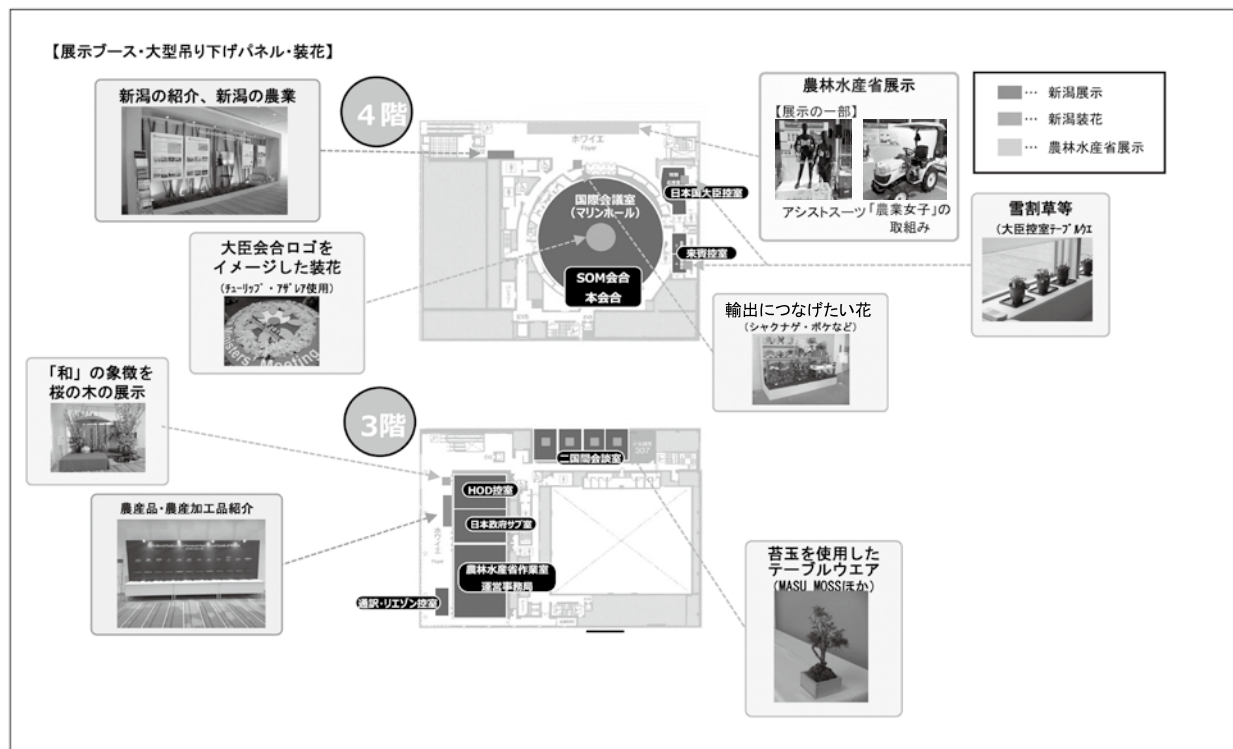 【展示ブース・大型吊り下げパネル・装花】
新潟の紹介、新潟の農業
4階
ホワイエ
Foyer
国際会議室
(マリンホール)
SOM会合
本会合
日本国大臣控室
来賓控室
農林水産省展示
【展示の一部】
アシストスーツ
「農業女子」の
取組み
… 新潟展示
… 新潟装花
… 農林水産省展示
雪割草等
(大臣控室テーブルウエ
大臣会合ロゴを
イメージした装花
(チューリップ・アザレア使用)
Meeting
輸出につなげたい花
(シャクナゲ・ボケなど)
「和」の象徴を
桜の木の展示
3階
二国間会談室
307
HOD控室
日本政府サブ室
ホワイエ
Foyer
農林水産省作業室
運営事務局
通訳・リエゾン控室
農産品・農産加工品紹介
苔玉を使用した
テーブルウエア
(MASU MOSSほか)